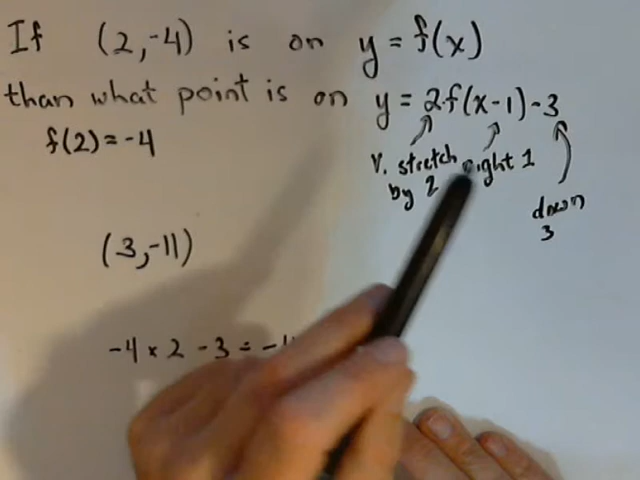 If (2,-4) is on y = f(x)
than what point is on y = 2f(x-1)-3
f(2) = -4
V. stretch by 2
right 1
down 3
(3,-11)
-4 × 2 - 3 =